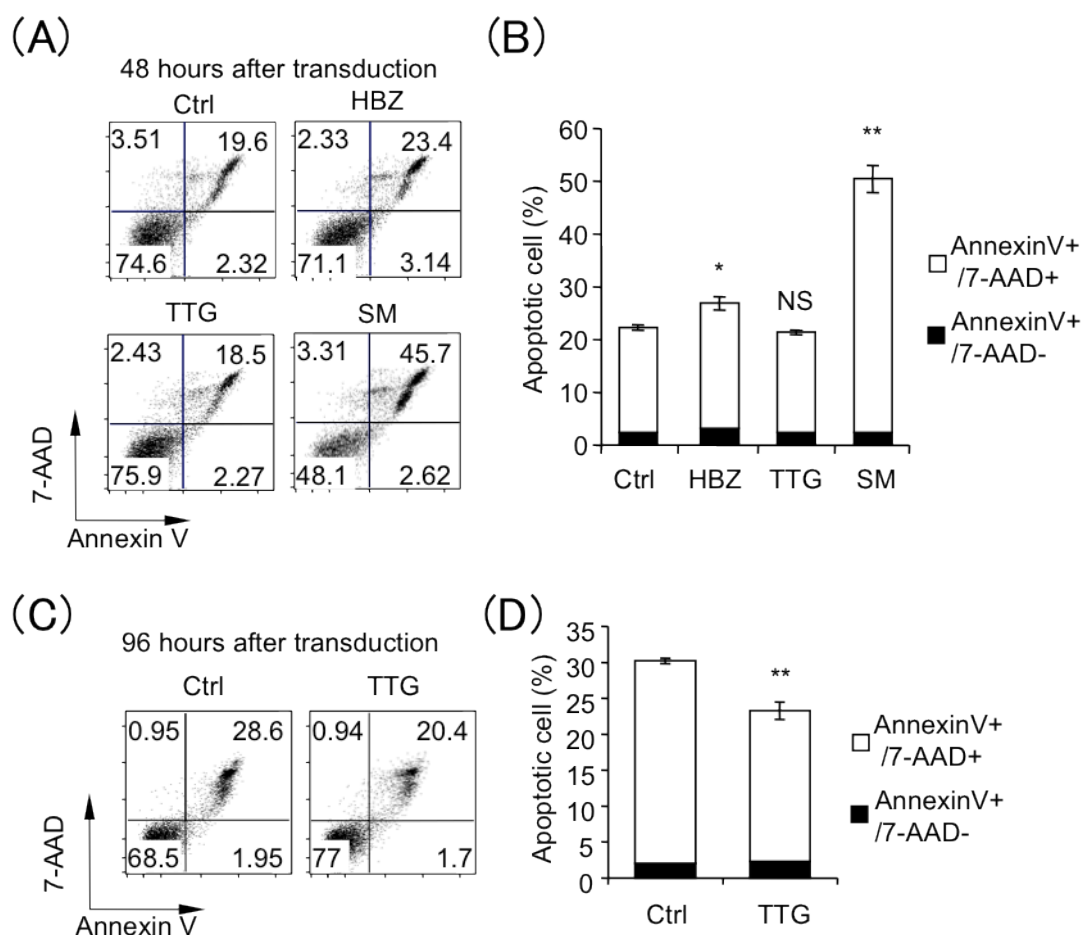 (A)
48 hours after transduction
Ctrl
HBZ
3.51
19.6
2.33
23.4
74.6
2.32
71.1
3.14
TTG
SM
2.43
18.5
3.31
45.7
75.9
2.27
48.1
2.62
7-AAD
Annexin V
(B)
Apoptotic cell (%)
60
50
40
30
20
10
0
*
NS
**
Ctrl
HBZ
TTG
SM
AnnexinV+
/7-AAD+
AnnexinV+
/7-AAD-
(C)
96 hours after transduction
Ctrl
TTG
0.95
28.6
0.94
20.4
68.5
1.95
77
1.7
7-AAD
Annexin V
(D)
Apoptotic cell (%)
35
30
25
20
15
10
5
0
**
Ctrl
TTG
AnnexinV+
/7-AAD+
AnnexinV+
/7-AAD-